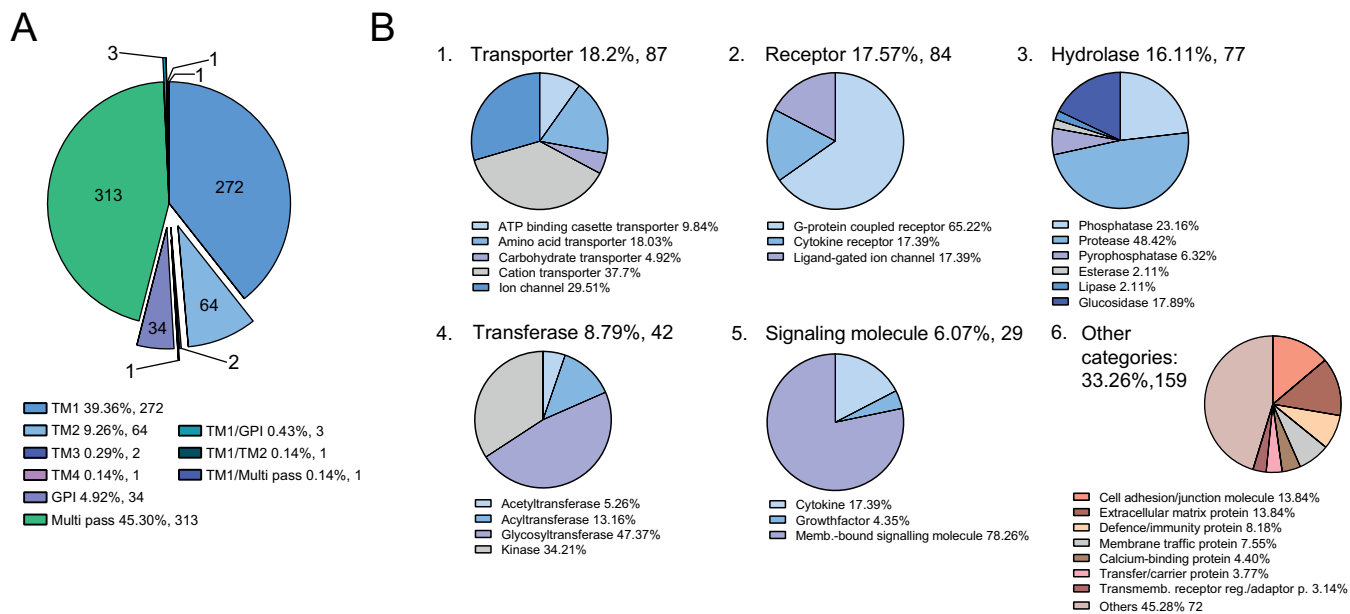 A
3
1
1
313
272
64
34
1
2
TM1 39.36%, 272
TM2 9.26%, 64
TM3 0.29%, 2
TM4 0.14%, 1
GPI 4.92%, 34
Multi pass 45.30%, 313
TM1/GPI 0.43%, 3
TM1/TM2 0.14%, 1
TM1/Multi pass 0.14%, 1
B
1. Transporter 18.2%, 87
ATP binding casette transporter 9.84%
Amino acid transporter 18.03%
Carbohydrate transporter 4.92%
Cation transporter 37.7%
Ion channel 29.51%
2. Receptor 17.57%, 84
G-protein coupled receptor 65.22%
Cytokine receptor 17.39%
Ligand-gated ion channel 17.39%
3. Hydrolase 16.11%, 77
Phosphatase 23.16%
Protease 48.42%
Pyrophosphatase 6.32%
Esterase 2.11%
Lipase 2.11%
Glucosidase 17.89%
4. Transferase 8.79%, 42
Acetyltransferase 5.26%
Acyltransferase 13.16%
Glycosyltransferase 47.37%
Kinase 34.21%
5. Signaling molecule 6.07%, 29
Cytokine 17.39%
Growthfactor 4.35%
Memb.-bound signalling molecule 78.26%
6. Other
categories:
33.26%,159
Cell adhesion/junction molecule 13.84%
Extracellular matrix protein 13.84%
Defence/immunity protein 8.18%
Membrane traffic protein 7.55%
Calcium-binding protein 4.40%
Transfer/carrier protein 3.77%
Transmemb. receptor reg./adaptor p. 3.14%
Others 45.28% 72